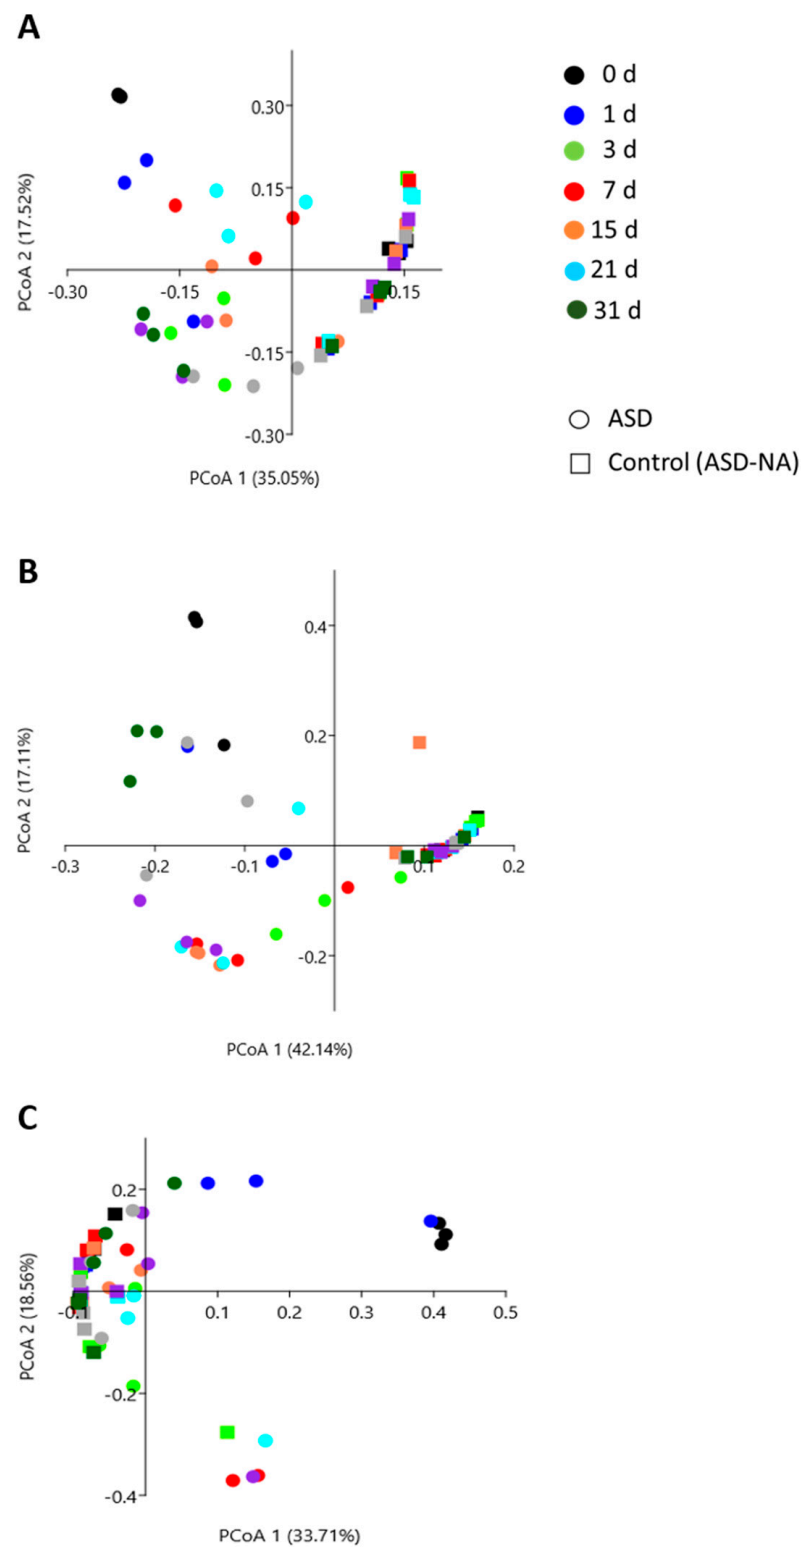 A
0 d
1 d
3 d
7 d
15 d
21 d
31 d
ASD
Control (ASD-NA)
0.30
0.15
-0.30
-0.15
0.15
-0.15
-0.30
PCoA 2 (17.52%)
PCoA 1 (35.05%)
B
0.4
0.2
-0.3
-0.2
-0.1
0.1
0.2
-0.2
PCoA 2 (17.11%)
PCoA 1 (42.14%)
C
0.2
0.1
0.2
0.3
0.4
0.5
-0.2
-0.4
PCoA 2 (18.56%)
PCoA 1 (33.71%)